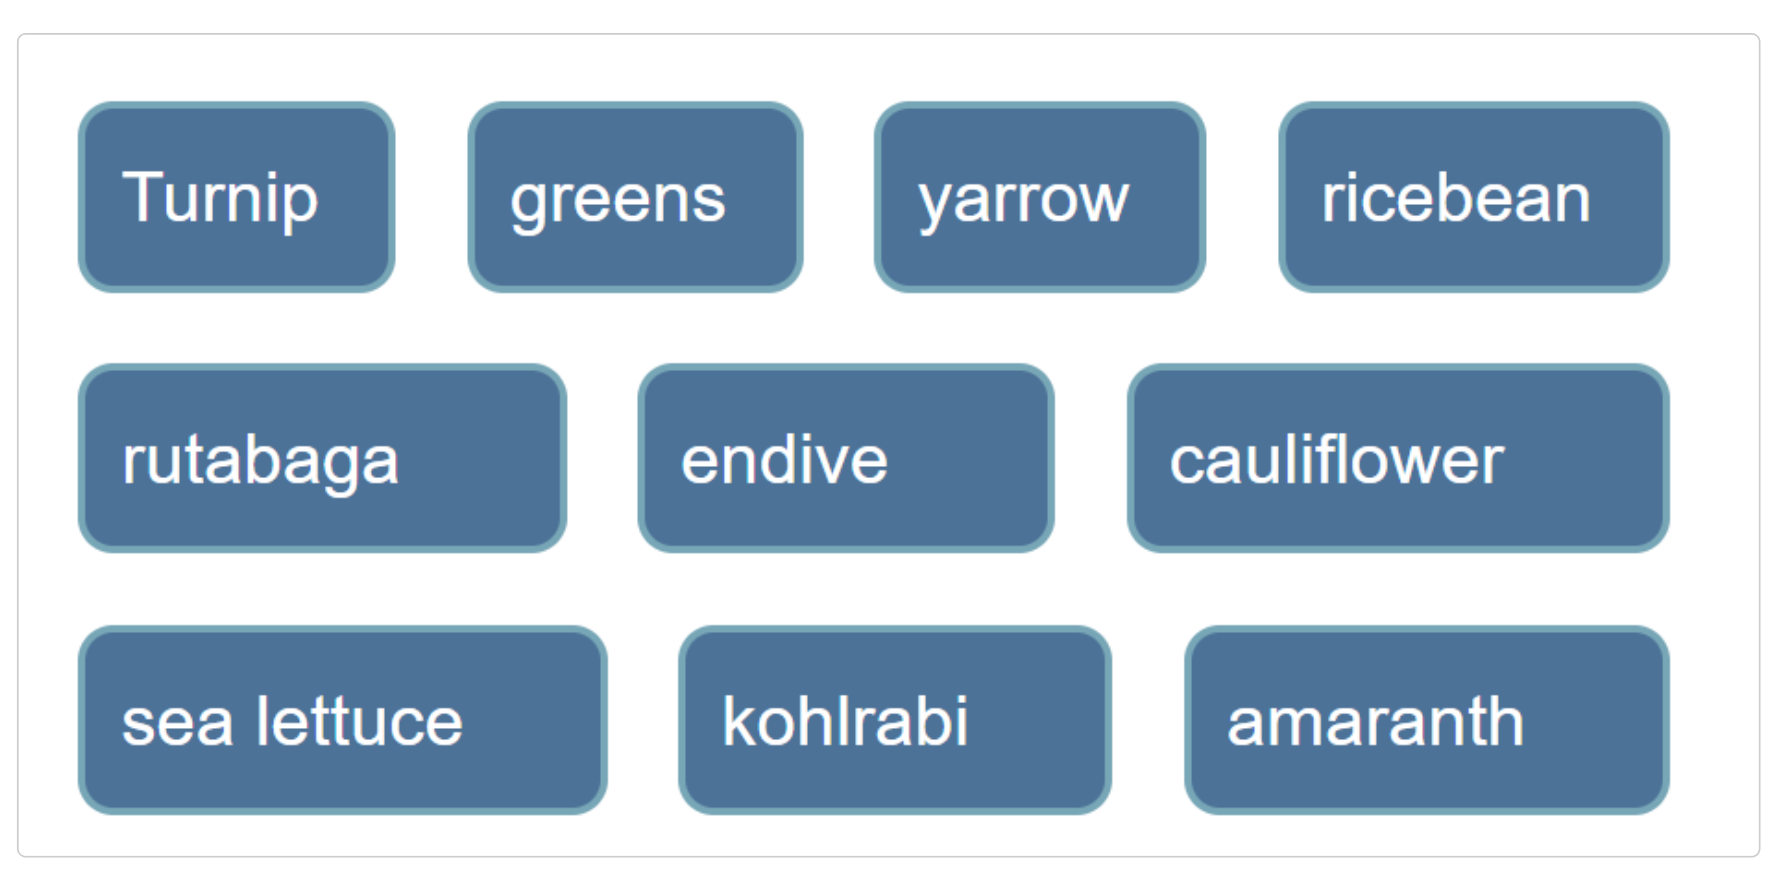 Turnip greens yarrow ricebean
rutabaga endive cauliflower
sea lettuce kohlrabi amaranth